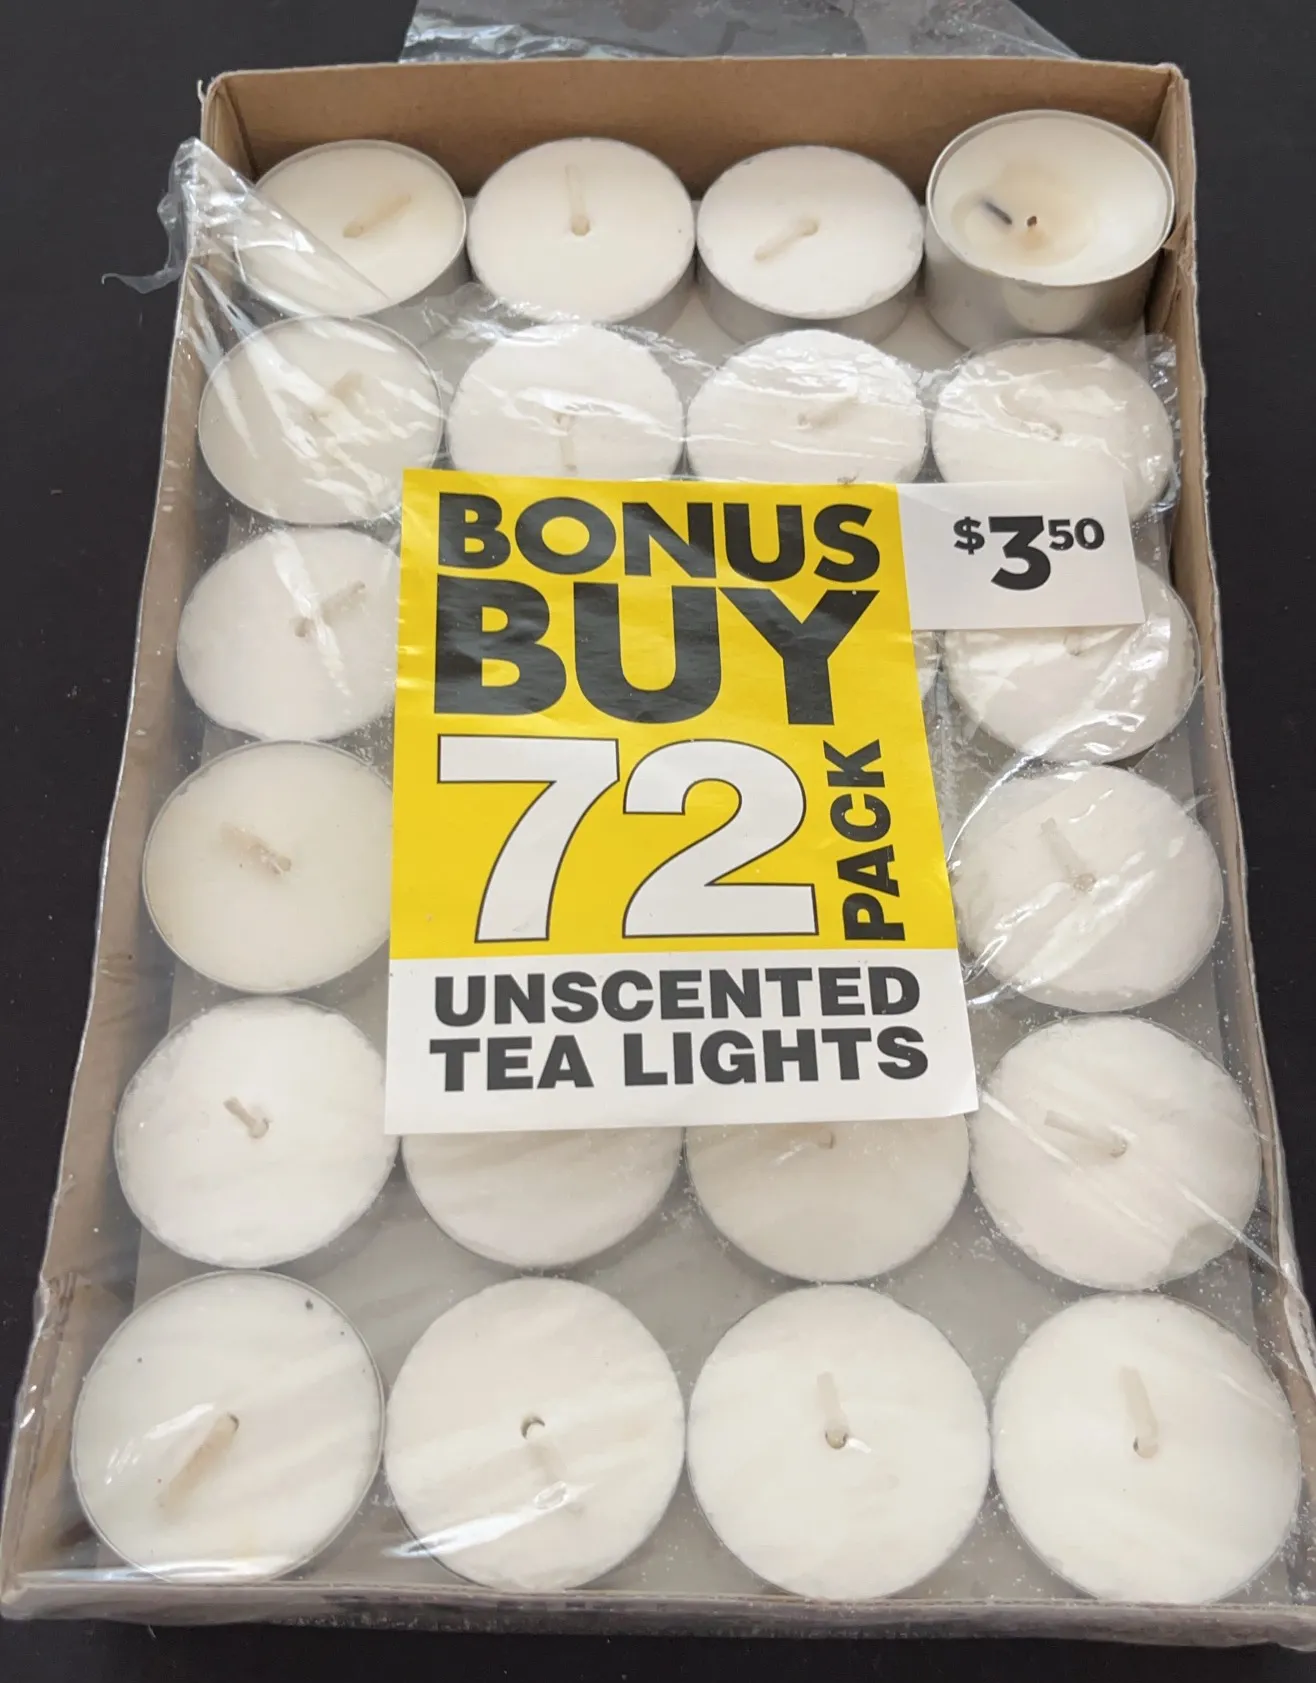 BONUS
BUY
72
PACK
UNSCENTED
TEA LIGHTS
$3.50